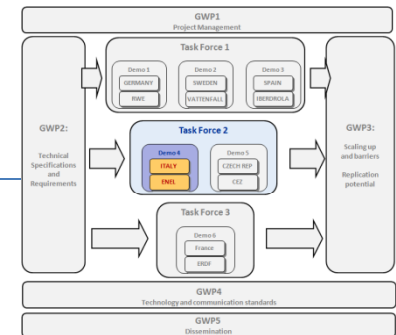 GWP1
Project Management
GWP2:
Technical
Specifications
and
Requirements
Task Force 1
Demo 1
GERMANY
RWE
Demo 2
SWEDEN
VATTENFALL
Demo 3
SPAIN
IBERDROLA
Task Force 2
Demo 4
ITALY
ENEL
Demo 5
CZECH REP
CEZ
Task Force 3
Demo 6
France
ERDF
GWP3:
Scaling up
and barriers
Replication
potential
GWP4
Technology and communication standards
GWP5
Dissemination